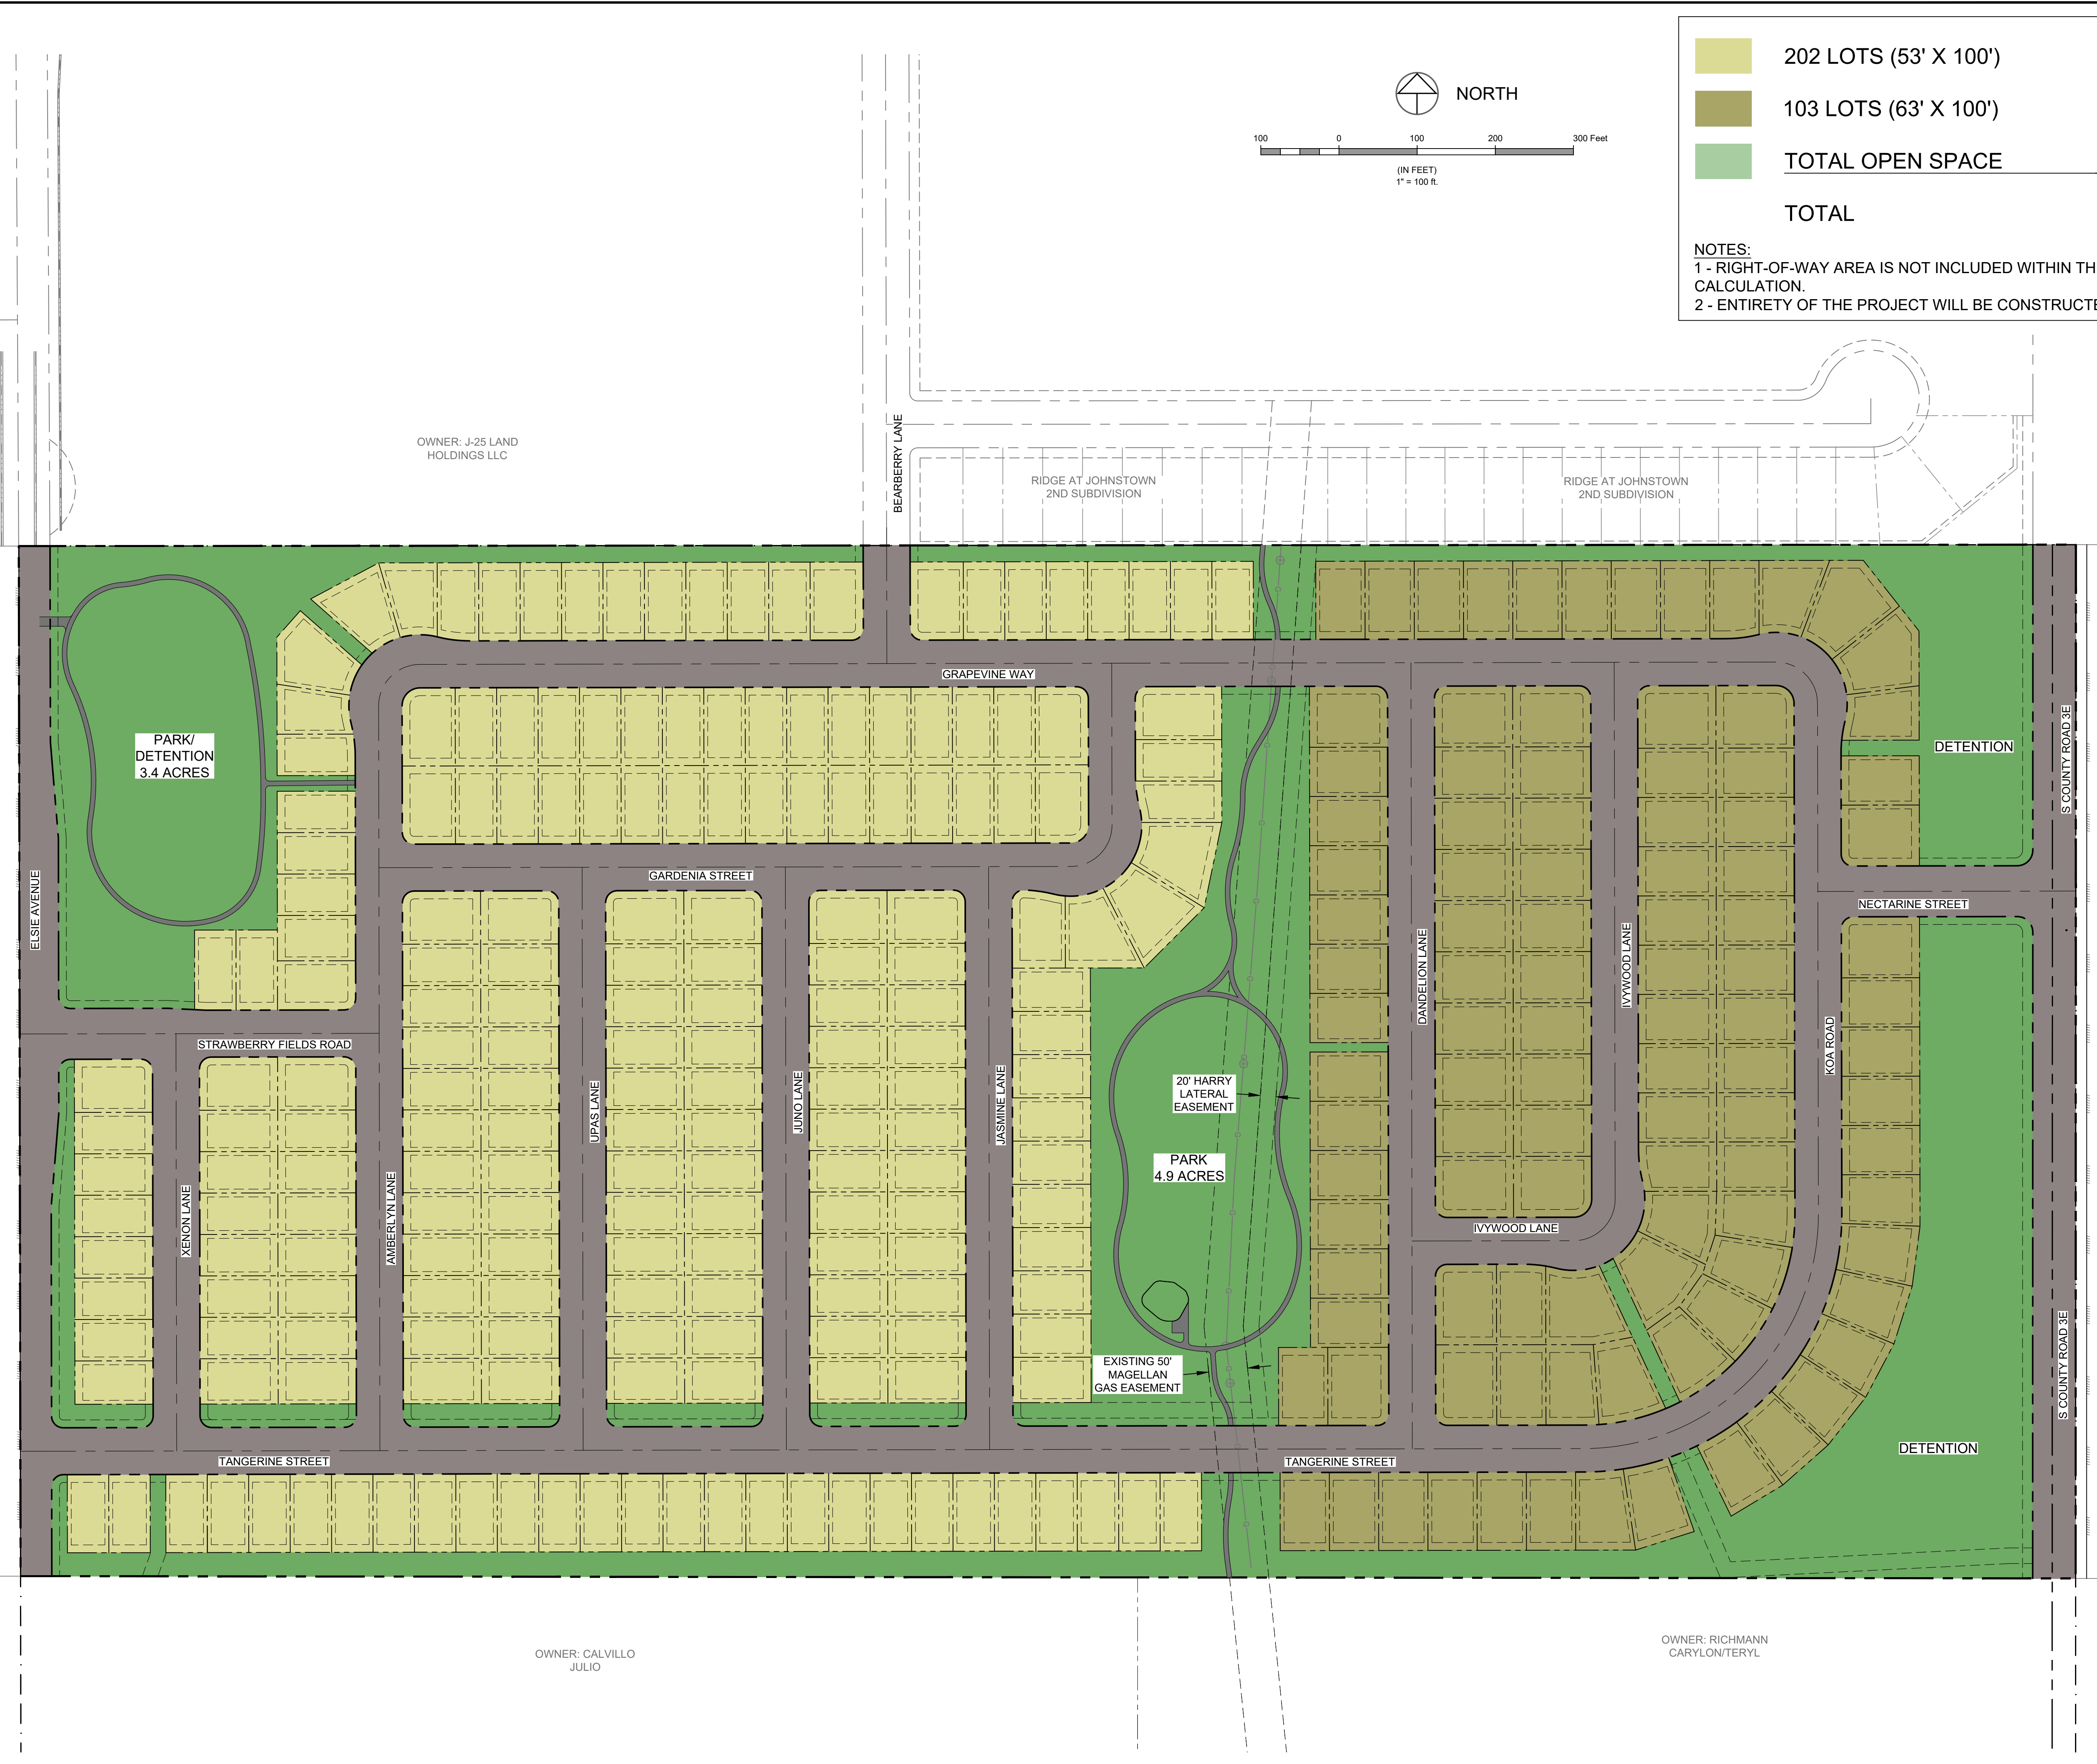 202 LOTS (53' X 100')
103 LOTS (63' X 100')
TOTAL OPEN SPACE
TOTAL
NOTES:
1 - RIGHT-OF-WAY AREA IS NOT INCLUDED WITHIN TH
CALCULATION.
2 - ENTIRETY OF THE PROJECT WILL BE CONSTRUCTE
NORTH
100 0 100 200 300 Feet
(IN FEET)
1" = 100 ft.
OWNER: J-25 LAND
HOLDINGS LLC
BEARBERRY LANE
RIDGE AT JOHNSTOWN
2ND SUBDIVISION
RIDGE AT JOHNSTOWN
2ND SUBDIVISION
GRAPEVINE WAY
PARK/
DETENTION
3.4 ACRES
DETENTION
S COUNTY ROAD 3E
ELSIE AVENUE
GARDENIA STREET
NECTARINE STREET
DANDELION LANE
IVYWOOD LANE
KOA ROAD
STRAWBERRY FIELDS ROAD
UPAS LANE
JUNO LANE
JASMINE LANE
20' HARRY
LATERAL
EASEMENT
PARK
4.9 ACRES
XENON LANE
AMBERLYN LANE
IVYWOOD LANE
EXISTING 50'
MAGELLAN
GAS EASEMENT
S COUNTY ROAD 3E
DETENTION
TANGERINE STREET
TANGERINE STREET
OWNER: CALVILLO
JULIO
OWNER: RICHMANN
CARYLON/TERYL